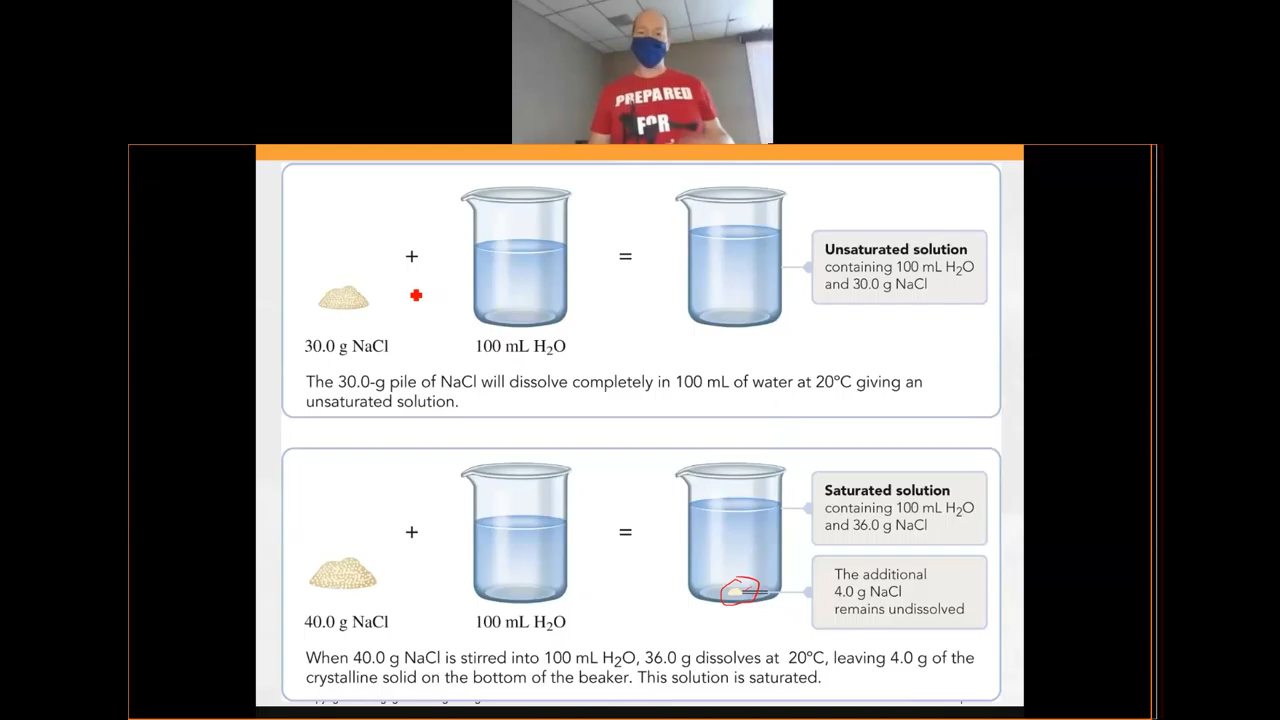 PREPARED
FOR
+
=
Unsaturated solution
containing 100 mL H₂O
and 30.0 g NaCl
30.0 g NaCl
100 mL H₂O
The 30.0-g pile of NaCl will dissolve completely in 100 mL of water at 20°C giving an
unsaturated solution.
+
=
Saturated solution
containing 100 mL H₂O
and 36.0 g NaCl
The additional
4.0 g NaCl
remains undissolved
40.0 g NaCl
100 mL H₂O
When 40.0 g NaCl is stirred into 100 mL H₂O, 36.0 g dissolves at 20°C, leaving 4.0 g of the
crystalline solid on the bottom of the beaker. This solution is saturated.